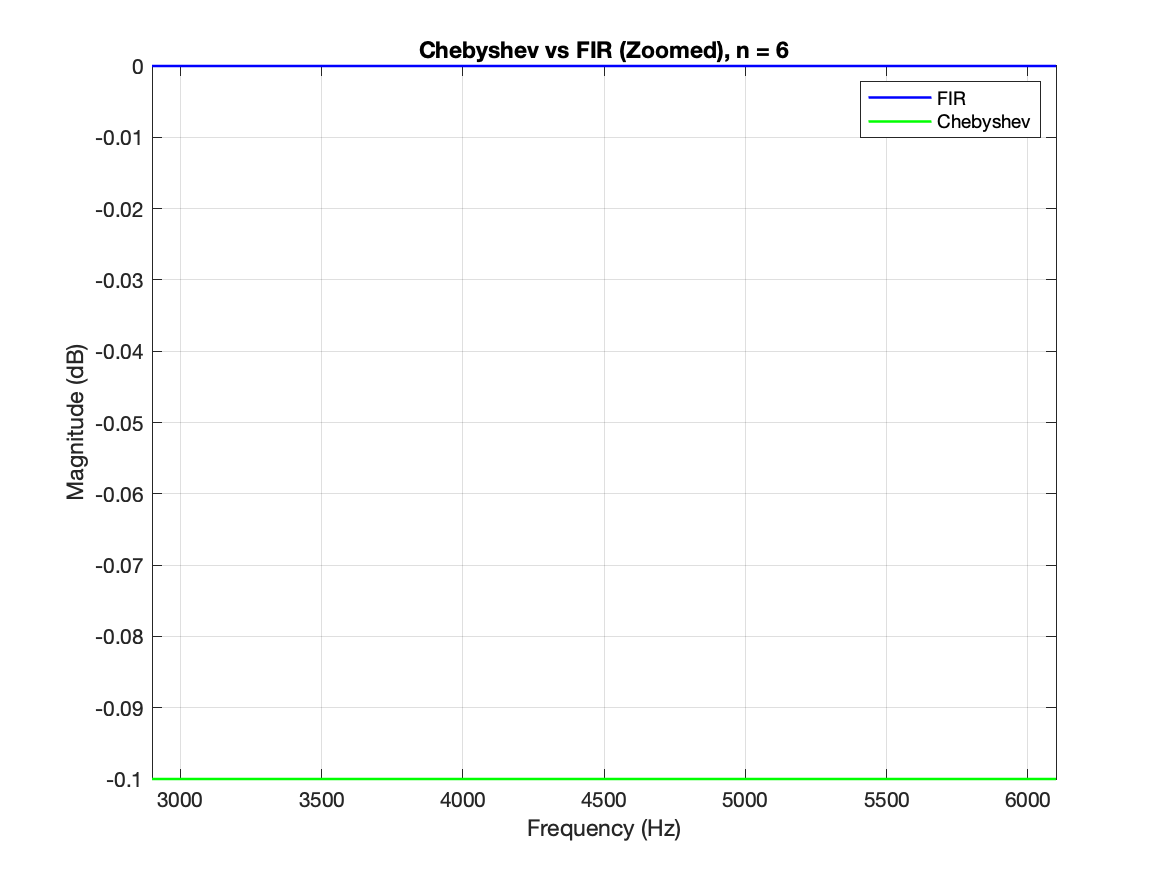 Chebyshev vs FIR (Zoomed), n = 6
FIR
Chebyshev
0
-0.01
-0.02
-0.03
-0.04
-0.05
-0.06
-0.07
-0.08
-0.09
-0.1
Magnitude (dB)
3000 3500 4000 4500 5000 5500 6000
Frequency (Hz)